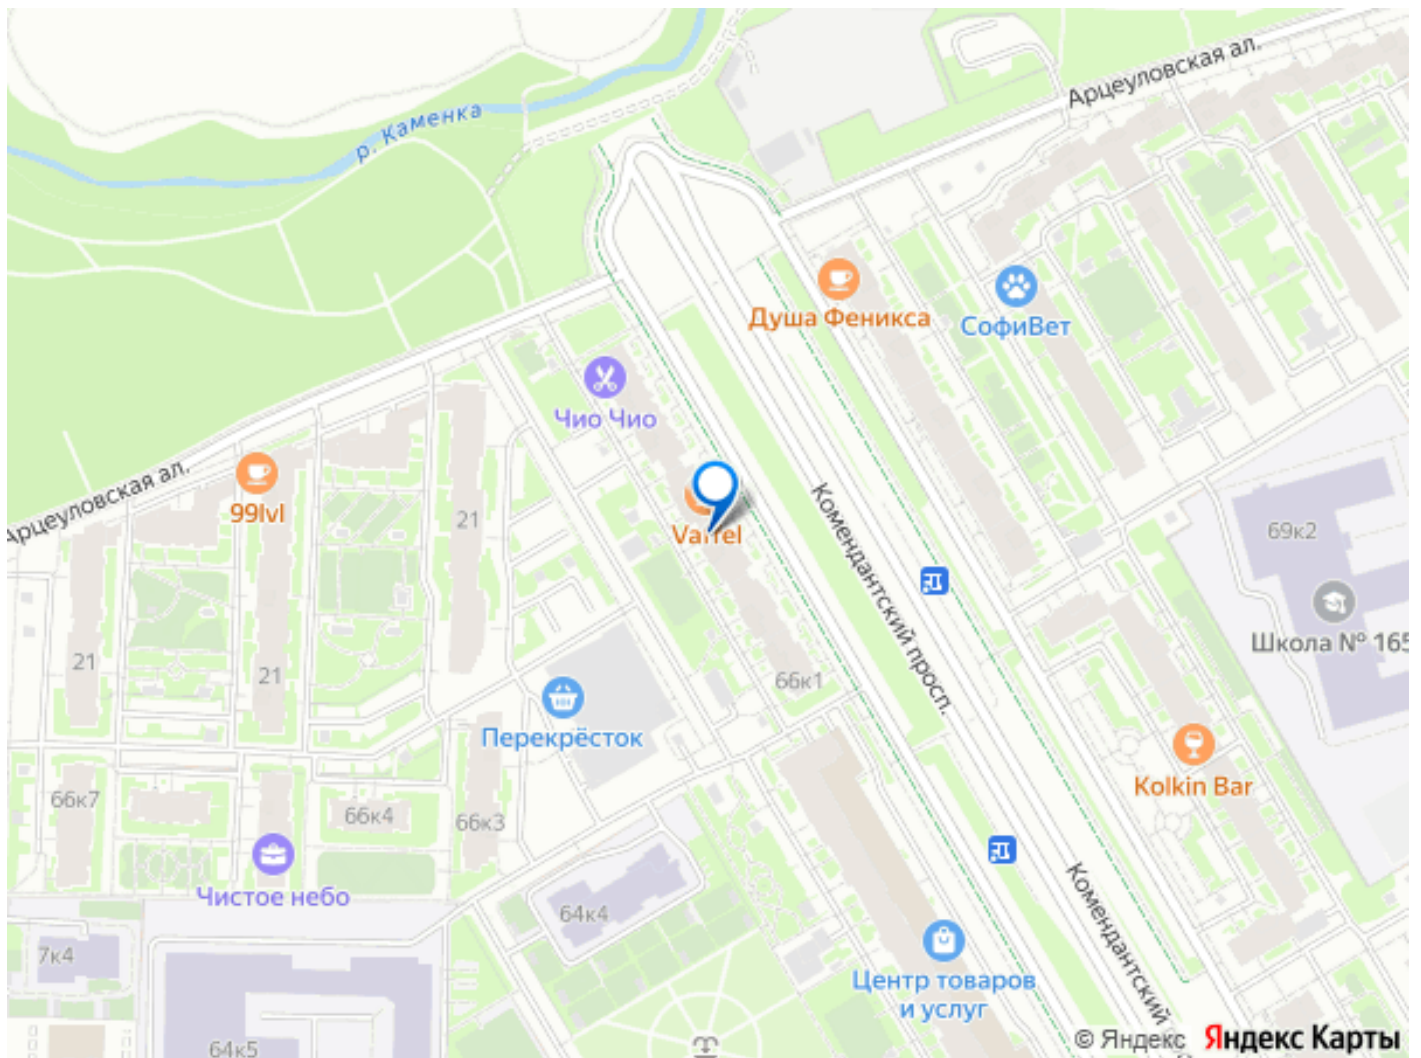 Арцеуловская ал.
р. Каменка
Душа Феникса
СофиВет
Чио Чио
Арцеуловская ал.
99lvl
21
Комендантский просп.
69к2
Школа № 165
21
21
66к1
Перекрёсток
Kolkin Bar
66к7
66к4
66к3
Чистое небо
64к4
Комендантский
7к4
Центр товаров
и услуг
64к5
© Яндекс Яндекс Карты